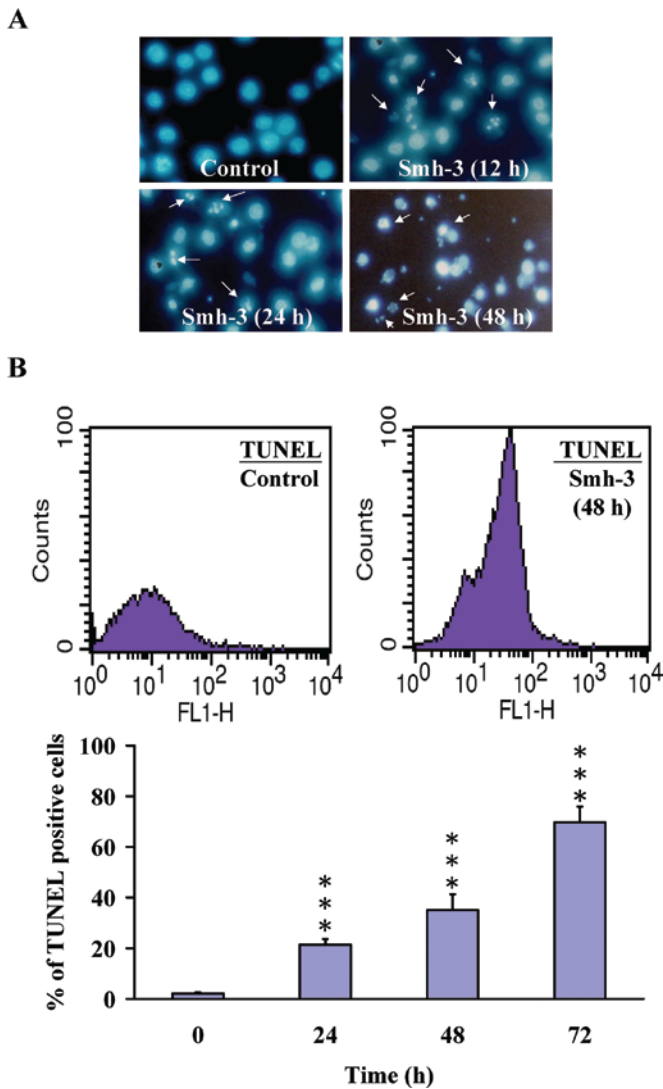 A
Control
Smh-3 (12 h)
Smh-3 (24 h)
Smh-3 (48 h)
B
100
Counts
0
TUNEL
Control
10^0 10^1 10^2 10^3 10^4
FL1-H
100
Counts
0
TUNEL
Smh-3
(48 h)
10^0 10^1 10^2 10^3 10^4
FL1-H
% of TUNEL positive cells
100
80
60
40
20
0
***
***
***
0 24 48 72
Time (h)